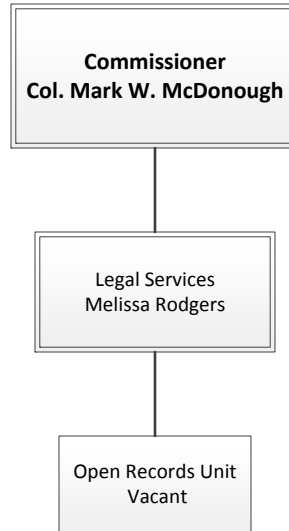 Commissioner
Col. Mark W. McDonough
Legal Services
Melissa Rodgers
Open Records Unit
Vacant